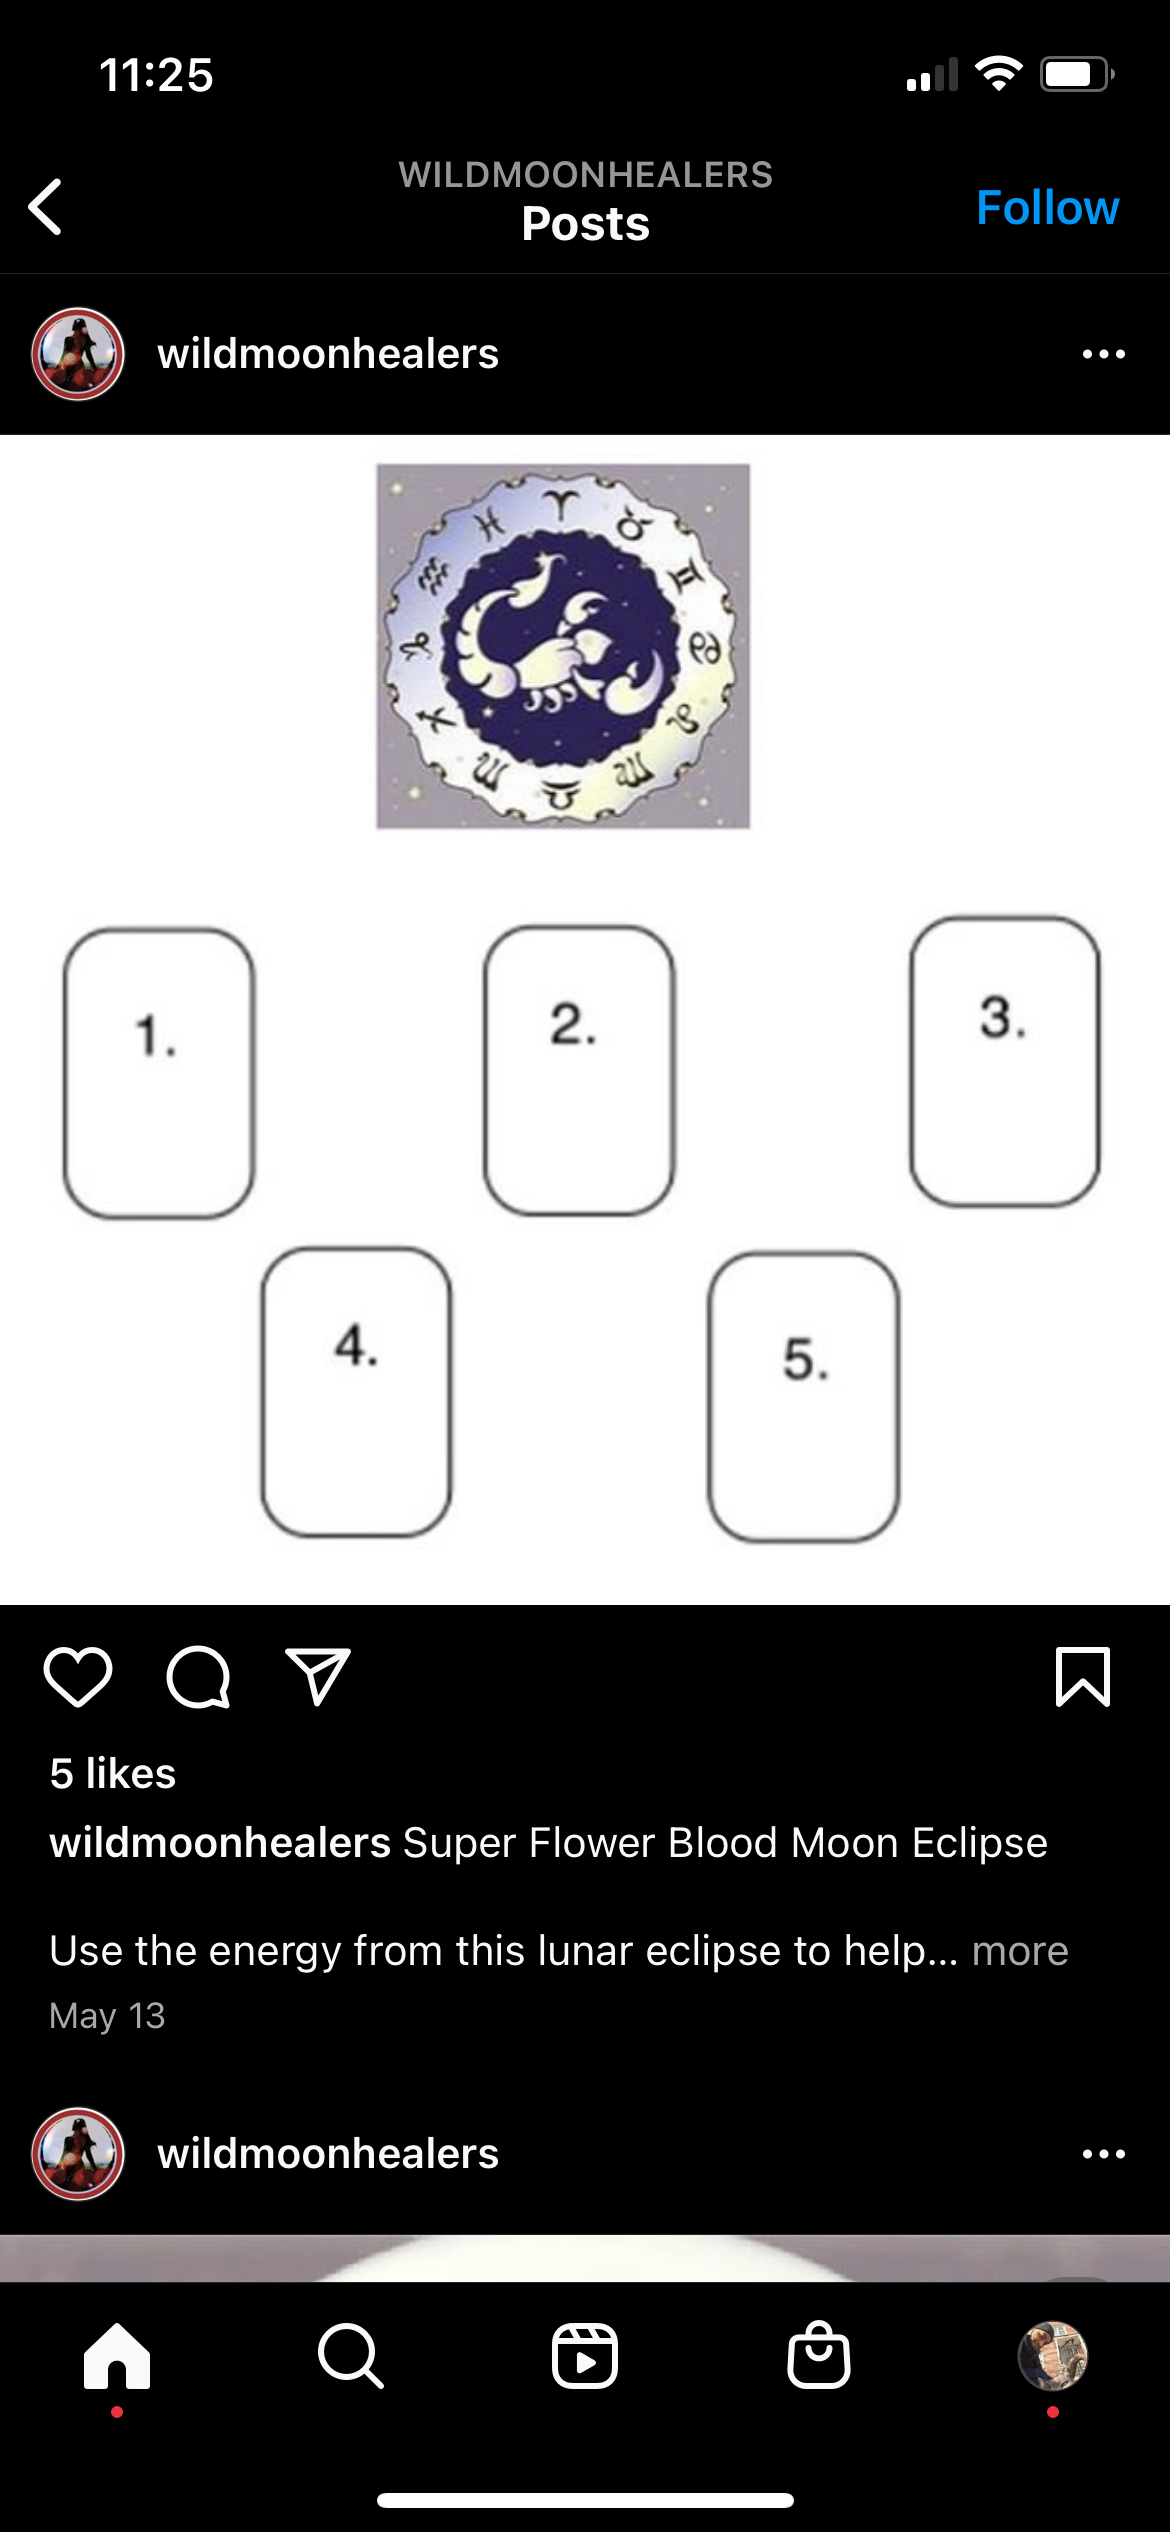 11:25
WILDMOONHEALERS
Posts
Follow
wildmoonhealers
1.
2.
3.
4.
5.
5 likes
wildmoonhealers Super Flower Blood Moon Eclipse
Use the energy from this lunar eclipse to help... more
May 13
wildmoonhealers